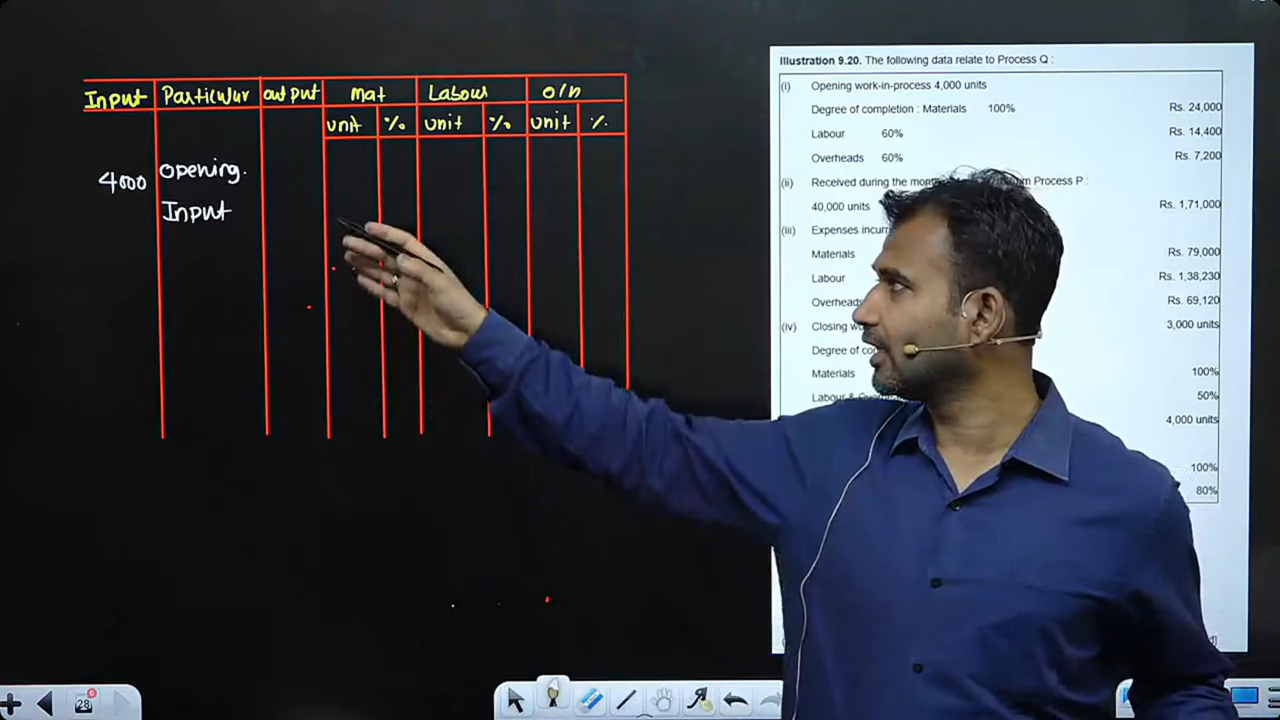 Input Particular output Mat Labour o/h
unit % unit % unit %
4000 Opening.
Input
Illustration 9.20. The following data relate to Process Q :
(i) Opening work-in-process 4,000 units
Degree of completion : Materials 100% Rs. 24,000
Labour 60% Rs. 14,400
Overheads 60% Rs. 7,200
(ii) Received during the month Process P :
40,000 units Rs. 1,71,000
(iii) Expenses
Materials Rs. 79,000
Labour Rs. 1,38,230
Overheads Rs. 69,120
(iv) Closing 3,000 units
Degree of
Materials 100%
Labour & 50%
4,000 units
100%
80%
28